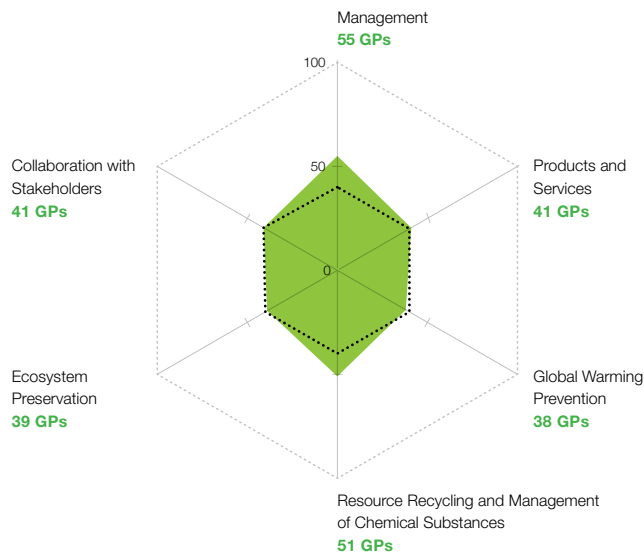 Management
55 GPs
100
Collaboration with
Stakeholders
41 GPs
50
Products and
Services
41 GPs
0
Ecosystem
Preservation
39 GPs
Global Warming
Prevention
38 GPs
Resource Recycling and Management
of Chemical Substances
51 GPs